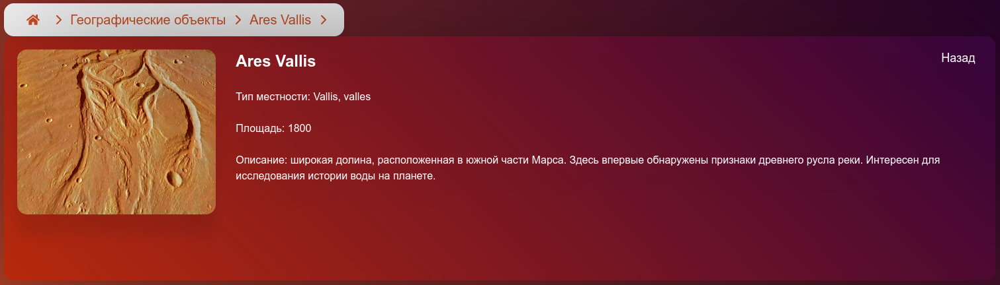 Географические объекты Ares Vallis
Ares Vallis
Назад
Тип местности: Vallis, valles
Площадь: 1800
Описание: широкая долина, расположенная в южной части Марса. Здесь впервые обнаружены признаки древнего русла реки. Интересен для
исследования истории воды на планете.